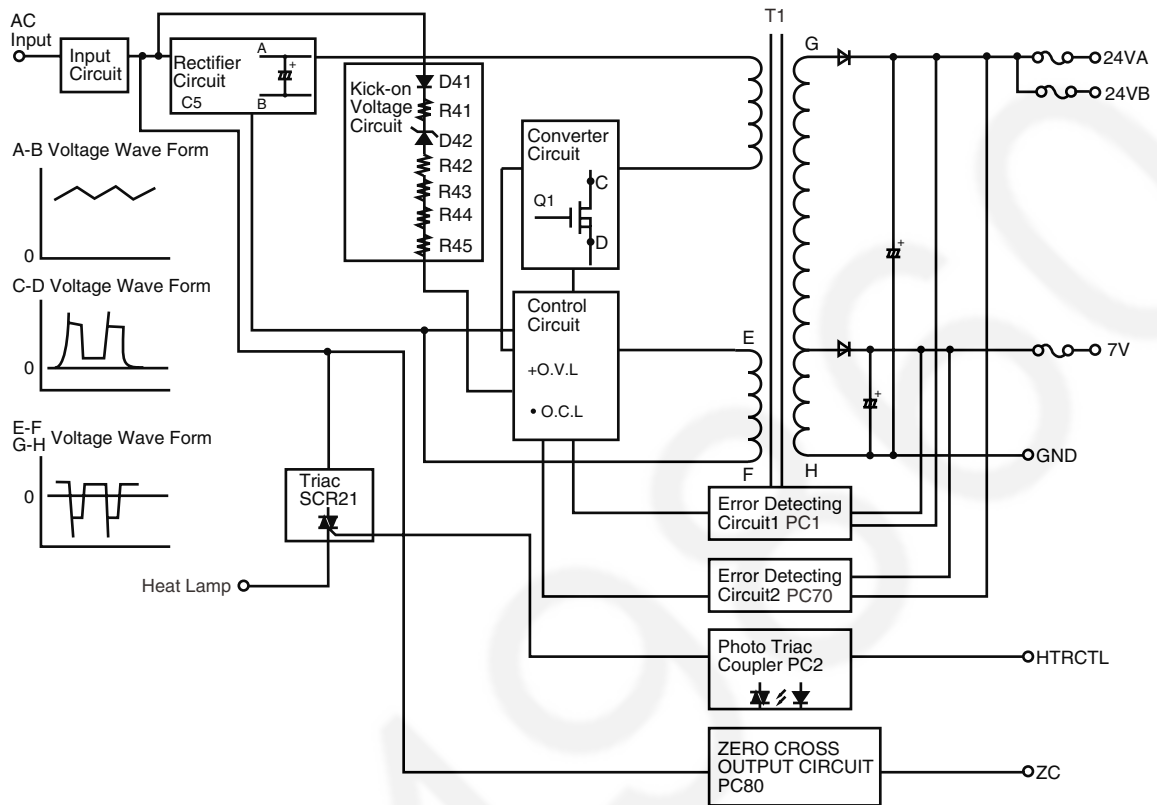 AC
Input
Input
Circuit
Rectifier
Circuit
C5
A
+
B
Kick-on
Voltage
Circuit
D41
R41
D42
R42
R43
R44
R45
Converter
Circuit
Q1
C
D
Control
Circuit
+O.V.L
• O.C.L
T1
G
E
F
H
+
+
24VA
24VB
7V
GND
A-B Voltage Wave Form
0
C-D Voltage Wave Form
0
E-F
G-H Voltage Wave Form
0
Triac
SCR21
Heat Lamp
Error Detecting
Circuit1 PC1
Error Detecting
Circuit2 PC70
Photo Triac
Coupler PC2
HTRCTL
ZERO CROSS
OUTPUT CIRCUIT
PC80
ZC